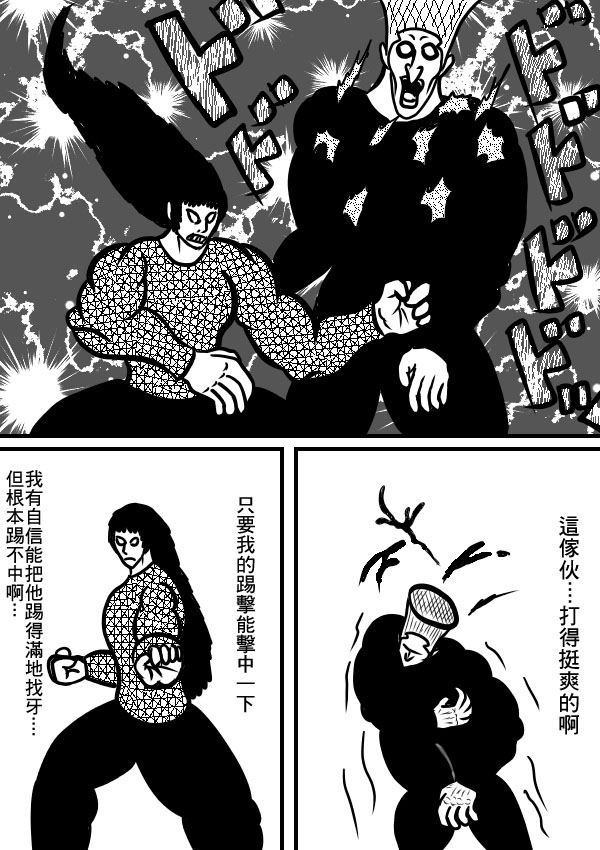 ドドド
ドドドドッ
這傢伙....打得挺爽的啊
只要我的踢擊能擊中一下
我有自信能把他踢得滿地找牙....
但根本踢不中啊...